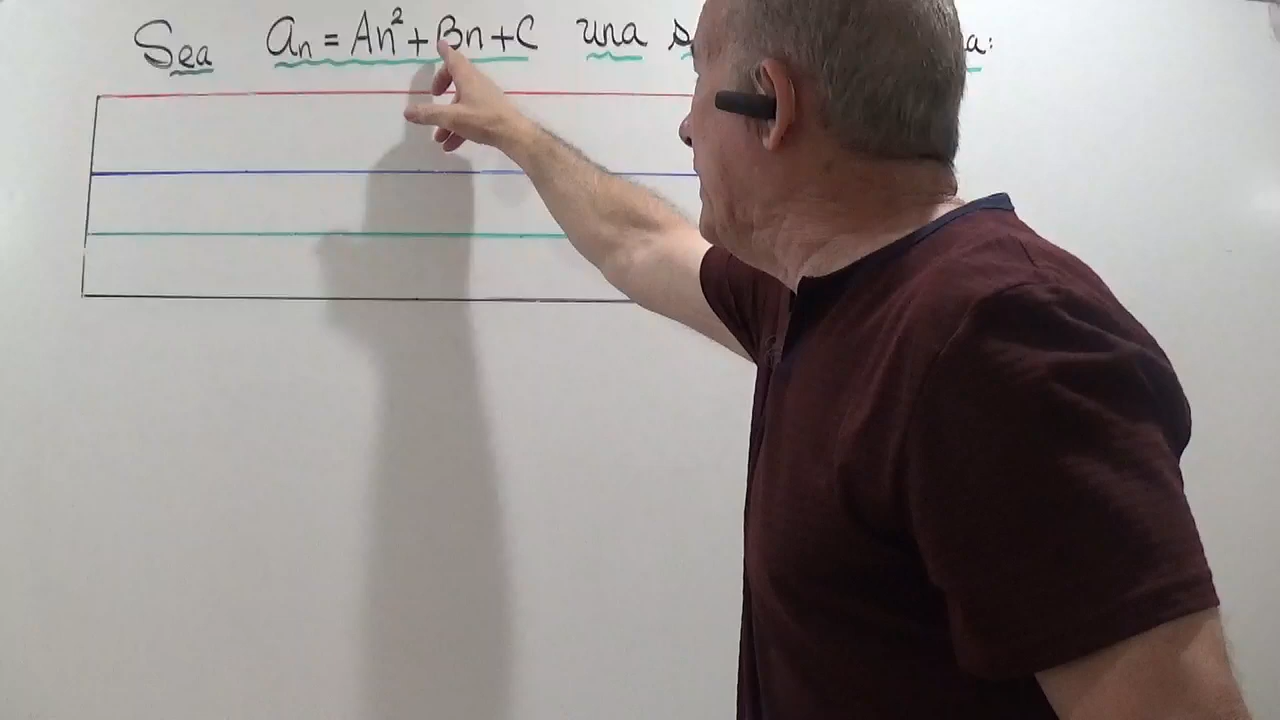 Sea aₙ = An² + Bn + C una